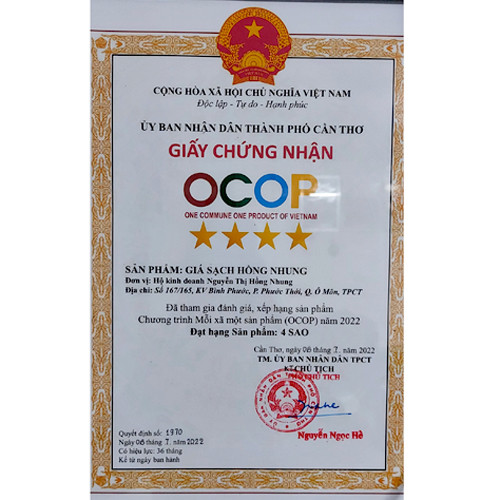 CỘNG HÒA XÃ HỘI CHỦ NGHĨA VIỆT NAM
Độc lập - Tự do - Hạnh phúc
ỦY BAN NHÂN DÂN THÀNH PHỐ CẦN THƠ
GIẤY CHỨNG NHẬN
OCOP
ONE COMMUNE ONE PRODUCT OF VIETNAM
SẢN PHẨM: GIÁ SẠCH HỒNG NHUNG
Đơn vị: Hộ kinh doanh Nguyễn Thị Hồng Nhung
Địa chỉ: Số 167/165, KV Bình Phước, P. Phước Thới, Q. Ô Môn, TPCT
Đã tham gia đánh giá, xếp hạng sản phẩm
Chương trình Mỗi xã một sản phẩm (OCOP) năm 2022
Đạt hạng Sản phẩm: 4 SAO
Cần Thơ, ngày 08 tháng 7. năm 2022
TM. ỦY BAN NHÂN DÂN TPCT
KT CHỦ TỊCH
PHÓ CHỦ TỊCH
Nguyễn Ngọc Hè
Quyết định số: 1970
Ngày 08 tháng 7. năm 2022
Có hiệu lực: 36 tháng
Kể từ ngày ban hành